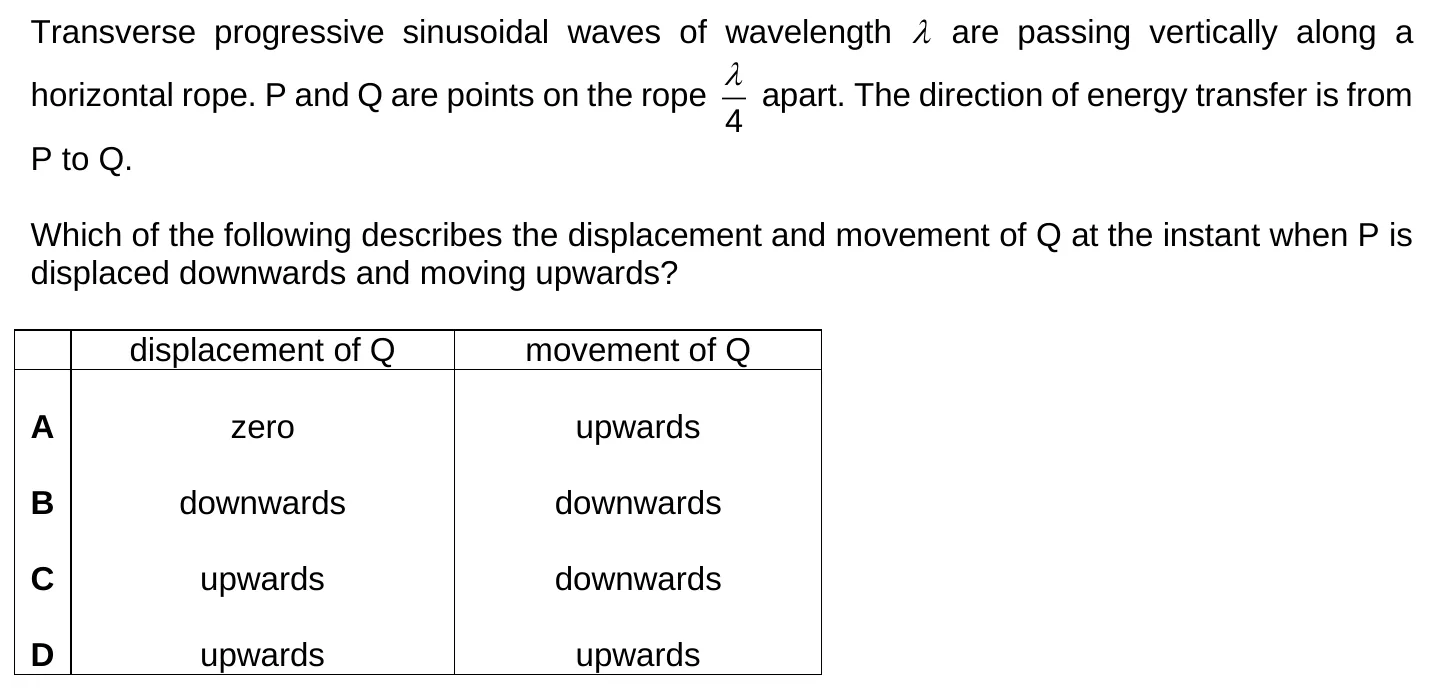 Transverse progressive sinusoidal waves of wavelength λ are passing vertically along a
horizontal rope. P and Q are points on the rope λ/4 apart. The direction of energy transfer is from
P to Q.
Which of the following describes the displacement and movement of Q at the instant when P is
displaced downwards and moving upwards?
displacement of Q movement of Q
A zero upwards
B downwards downwards
C upwards downwards
D upwards upwards